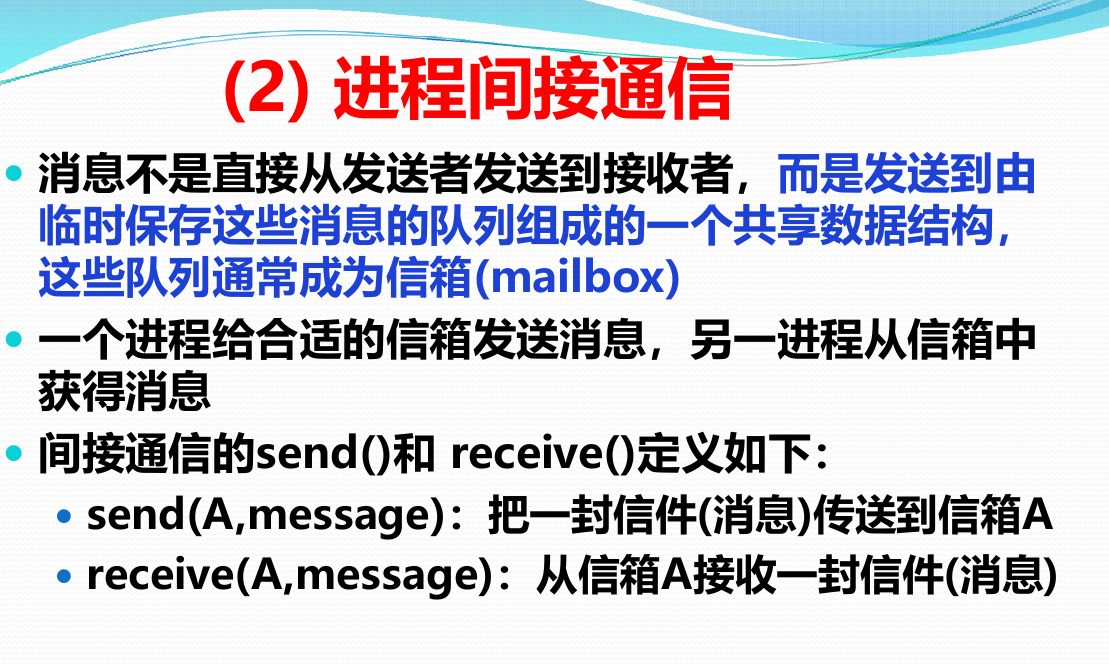 (2) 进程间接通信
消息不是直接从发送者发送到接收者，而是发送到由
临时保存这些消息的队列组成的一个共享数据结构，
这些队列通常成为信箱(mailbox)
一个进程给合适的信箱发送消息，另一进程从信箱中
获得消息
间接通信的send()和 receive()定义如下：
send(A,message)：把一封信件(消息)传送到信箱A
receive(A,message)：从信箱A接收一封信件(消息)